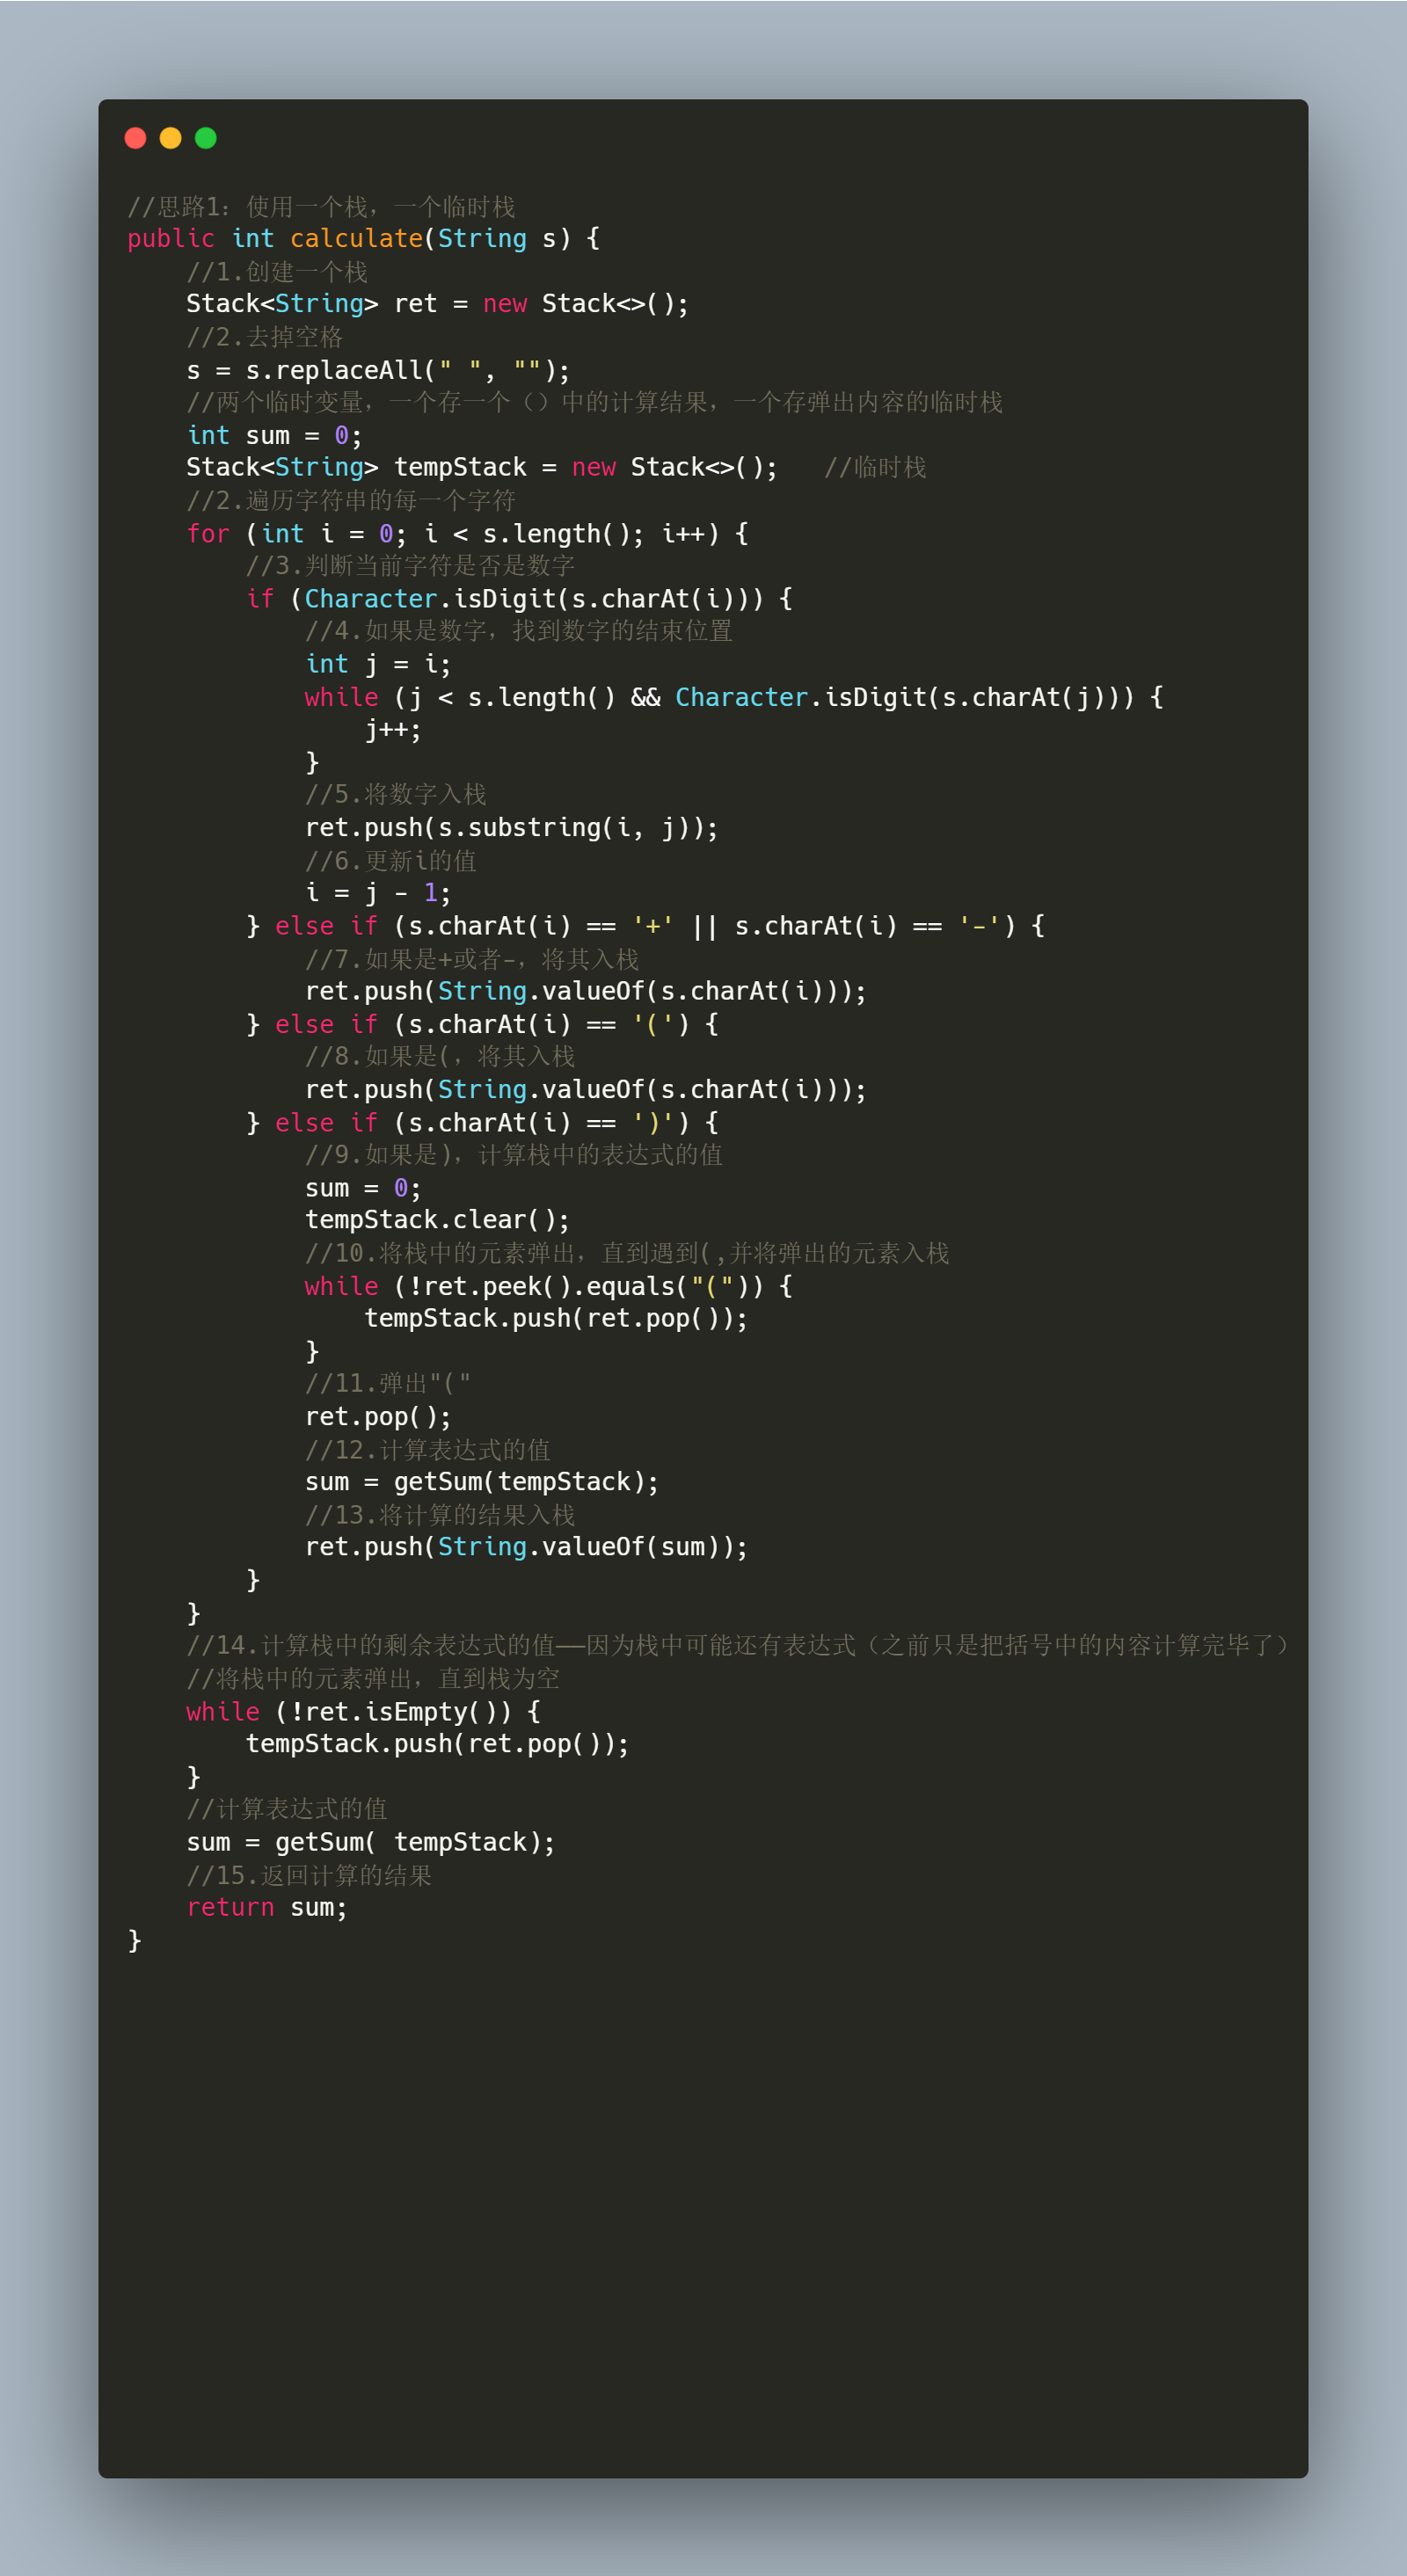 //思路1：使用一个栈，一个临时栈
public int calculate(String s) {
    //1.创建一个栈
    Stack<String> ret = new Stack<>();
    //2.去掉空格
    s = s.replaceAll(" ", "");
    //两个临时变量，一个存一个（）中的计算结果，一个存弹出内容的临时栈
    int sum = 0;
    Stack<String> tempStack = new Stack<>();   //临时栈
    //2.遍历字符串的每一个字符
    for (int i = 0; i < s.length(); i++) {
        //3.判断当前字符是否是数字
        if (Character.isDigit(s.charAt(i))) {
            //4.如果是数字，找到数字的结束位置
            int j = i;
            while (j < s.length() && Character.isDigit(s.charAt(j))) {
                j++;
            }
            //5.将数字入栈
            ret.push(s.substring(i, j));
            //6.更新i的值
            i = j - 1;
        } else if (s.charAt(i) == '+' || s.charAt(i) == '-') {
            //7.如果是+或者-，将其入栈
            ret.push(String.valueOf(s.charAt(i)));
        } else if (s.charAt(i) == '(') {
            //8.如果是(，将其入栈
            ret.push(String.valueOf(s.charAt(i)));
        } else if (s.charAt(i) == ')') {
            //9.如果是)，计算栈中的表达式的值
            sum = 0;
            tempStack.clear();
            //10.将栈中的元素弹出，直到遇到(,并将弹出的元素入栈
            while (!ret.peek().equals("(")) {
                tempStack.push(ret.pop());
            }
            //11.弹出"("
            ret.pop();
            //12.计算表达式的值
            sum = getSum(tempStack);
            //13.将计算的结果入栈
            ret.push(String.valueOf(sum));
        }
    }
    //14.计算栈中的剩余表达式的值——因为栈中可能还有表达式（之前只是把括号中的内容计算完毕了）
    //将栈中的元素弹出，直到栈为空
    while (!ret.isEmpty()) {
        tempStack.push(ret.pop());
    }
    //计算表达式的值
    sum = getSum( tempStack);
    //15.返回计算的结果
    return sum;
}